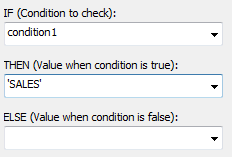 IF (Condition to check):
condition1
THEN (Value when condition is true):
'SALES'
ELSE (Value when condition is false):